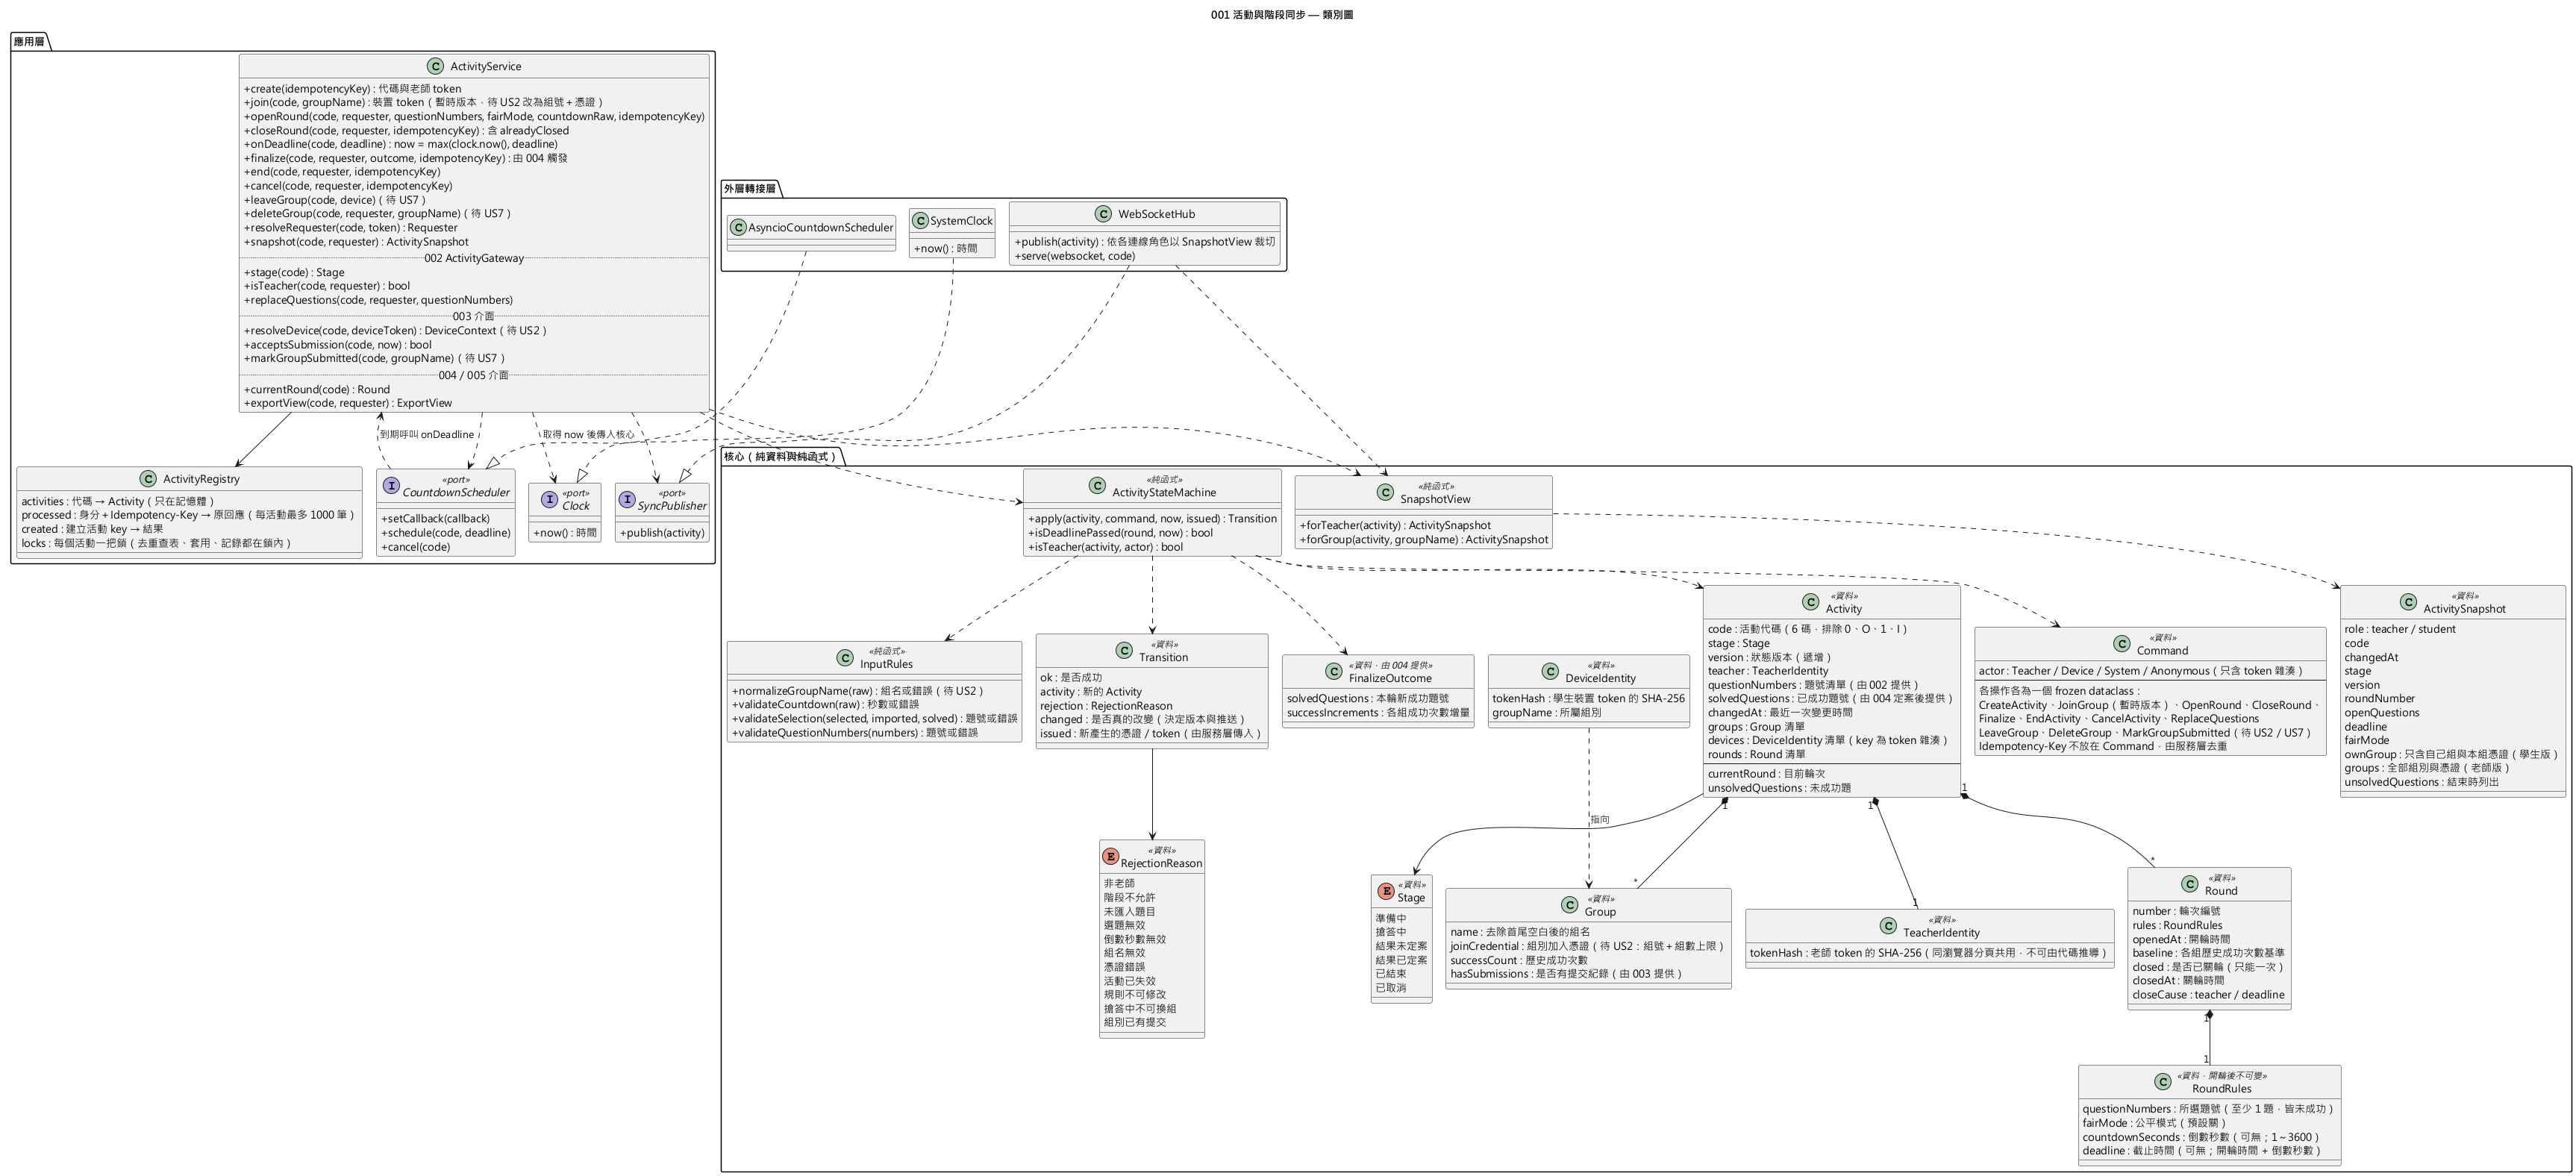 001 活動與階段同步 — 類別圖
應用層
ActivityService
+create(idempotencyKey) : 代碼與老師 token
+join(code, groupName) : 裝置 token（暫時版本，待 US2 改為組號＋憑證）
+openRound(code, requester, questionNumbers, fairMode, countdownRaw, idempotencyKey)
+closeRound(code, requester, idempotencyKey) : 含 alreadyClosed
+onDeadline(code, deadline) : now = max(clock.now(), deadline)
+finalize(code, requester, outcome, idempotencyKey) : 由 004 觸發
+end(code, requester, idempotencyKey)
+cancel(code, requester, idempotencyKey)
+leaveGroup(code, device)（待 US7）
+deleteGroup(code, requester, groupName)（待 US7）
+resolveRequester(code, token) : Requester
+snapshot(code, requester) : ActivitySnapshot
002 ActivityGateway
+stage(code) : Stage
+isTeacher(code, requester) : bool
+replaceQuestions(code, requester, questionNumbers)
003 介面
+resolveDevice(code, deviceToken) : DeviceContext（待 US2）
+acceptsSubmission(code, now) : bool
+markGroupSubmitted(code, groupName)（待 US7）
004 / 005 介面
+currentRound(code) : Round
+exportView(code, requester) : ExportView
外層轉接層
AsyncioCountdownScheduler
SystemClock
+now() : 時間
WebSocketHub
+publish(activity) : 依各連線角色以 SnapshotView 裁切
+serve(websocket, code)
到期呼叫 onDeadline
取得 now 後傳入核心
ActivityRegistry
activities : 代碼 → Activity（只在記憶體）
processed : 身分＋Idempotency-Key → 原回應（每活動最多 1000 筆）
created : 建立活動 key → 結果
locks : 每個活動一把鎖（去重查表、套用、記錄都在鎖內）
«port»
CountdownScheduler
+setCallback(callback)
+schedule(code, deadline)
+cancel(code)
«port»
Clock
+now() : 時間
«port»
SyncPublisher
+publish(activity)
核心（純資料與純函式）
«純函式»
ActivityStateMachine
+apply(activity, command, now, issued) : Transition
+isDeadlinePassed(round, now) : bool
+isTeacher(activity, actor) : bool
«純函式»
SnapshotView
+forTeacher(activity) : ActivitySnapshot
+forGroup(activity, groupName) : ActivitySnapshot
«純函式»
InputRules
+normalizeGroupName(raw) : 組名或錯誤（待 US2）
+validateCountdown(raw) : 秒數或錯誤
+validateSelection(selected, imported, solved) : 題號或錯誤
+validateQuestionNumbers(numbers) : 題號或錯誤
«資料»
Transition
ok : 是否成功
activity : 新的 Activity
rejection : RejectionReason
changed : 是否真的改變（決定版本與推送）
issued : 新產生的憑證 / token（由服務層傳入）
«資料，由 004 提供»
FinalizeOutcome
solvedQuestions : 本輪新成功題號
successIncrements : 各組成功次數增量
«資料»
DeviceIdentity
tokenHash : 學生裝置 token 的 SHA-256
groupName : 所屬組別
«資料»
Activity
code : 活動代碼（6 碼，排除 0、O、1、I）
stage : Stage
version : 狀態版本（遞增）
teacher : TeacherIdentity
questionNumbers : 題號清單（由 002 提供）
solvedQuestions : 已成功題號（由 004 定案後提供）
changedAt : 最近一次變更時間
groups : Group 清單
devices : DeviceIdentity 清單（key 為 token 雜湊）
rounds : Round 清單
currentRound : 目前輪次
unsolvedQuestions : 未成功題
«資料»
Command
actor : Teacher / Device / System / Anonymous（只含 token 雜湊）
各操作各為一個 frozen dataclass：
CreateActivity、JoinGroup（暫時版本）、OpenRound、CloseRound、
Finalize、EndActivity、CancelActivity、ReplaceQuestions
LeaveGroup、DeleteGroup、MarkGroupSubmitted（待 US2 / US7）
Idempotency-Key 不放在 Command，由服務層去重
«資料»
ActivitySnapshot
role : teacher / student
code
changedAt
stage
version
roundNumber
openQuestions
deadline
fairMode
ownGroup : 只含自己組與本組憑證（學生版）
groups : 全部組別與憑證（老師版）
unsolvedQuestions : 結束時列出
1
1
1
指向
«資料»
RejectionReason
非老師
階段不允許
未匯入題目
選題無效
倒數秒數無效
組名無效
憑證錯誤
活動已失效
規則不可修改
搶答中不可換組
組別已有提交
«資料»
Stage
準備中
搶答中
結果未定案
結果已定案
已結束
已取消
*
«資料»
Group
name : 去除首尾空白後的組名
joinCredential : 組別加入憑證（待 US2：組號＋組數上限）
successCount : 歷史成功次數
hasSubmissions : 是否有提交紀錄（由 003 提供）
1
«資料»
TeacherIdentity
tokenHash : 老師 token 的 SHA-256（同瀏覽器分頁共用，不可由代碼推導）
*
«資料»
Round
number : 輪次編號
rules : RoundRules
openedAt : 開輪時間
baseline : 各組歷史成功次數基準
closed : 是否已關輪（只能一次）
closedAt : 關輪時間
closeCause : teacher / deadline
1
1
«資料，開輪後不可變»
RoundRules
questionNumbers : 所選題號（至少 1 題，皆未成功）
fairMode : 公平模式（預設關）
countdownSeconds : 倒數秒數（可無；1～3600）
deadline : 截止時間（可無；開輪時間 + 倒數秒數）